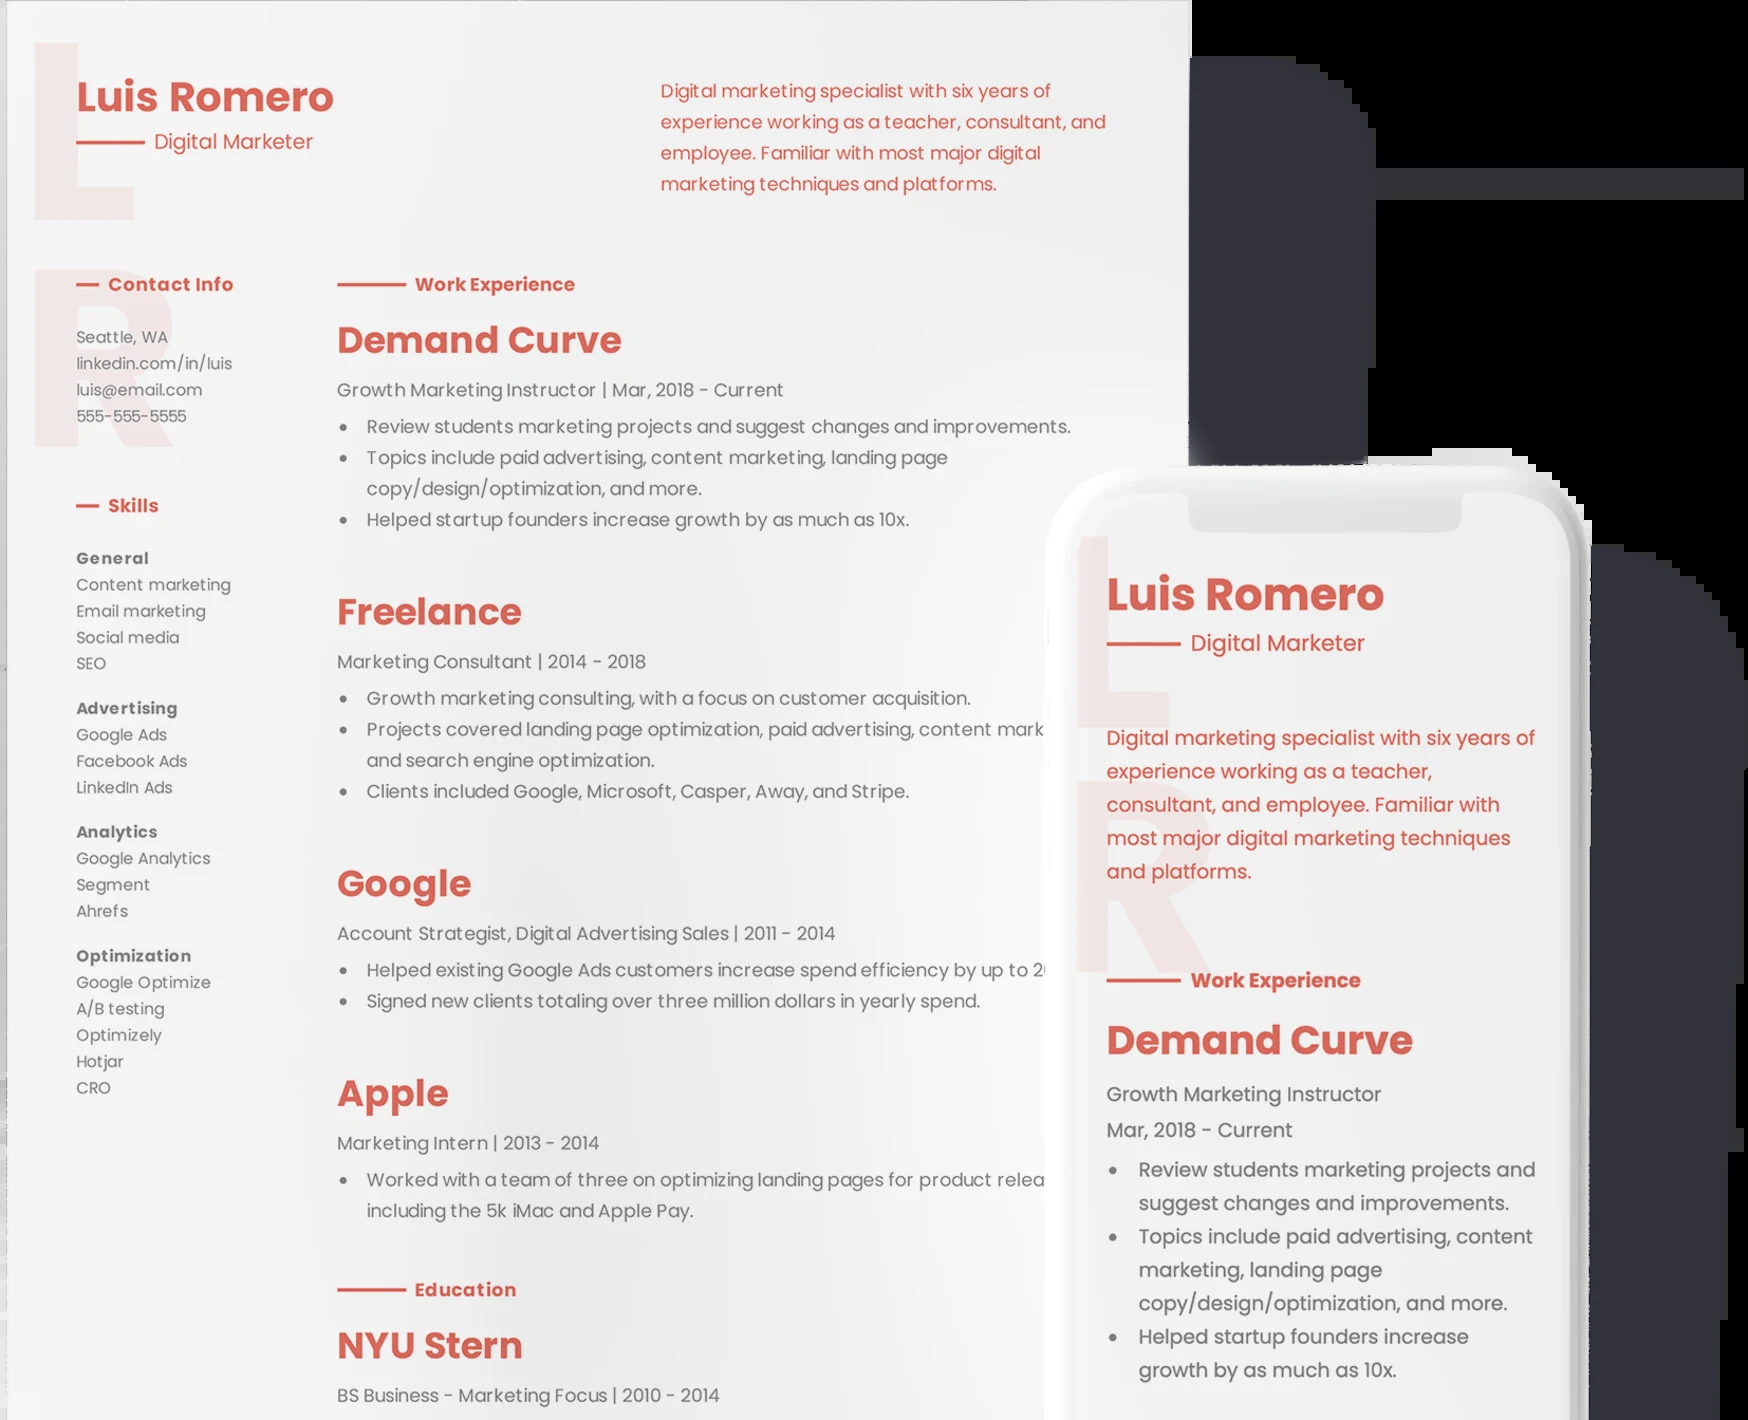 L
R
Luis Romero
Digital Marketer
Digital marketing specialist with six years of
experience working as a teacher, consultant, and
employee. Familiar with most major digital
marketing techniques and platforms.
Contact Info
Seattle, WA
linkedin.com/in/luis
luis@email.com
555-555-5555
Skills
General
Content marketing
Email marketing
Social media
SEO
Advertising
Google Ads
Facebook Ads
LinkedIn Ads
Analytics
Google Analytics
Segment
Ahrefs
Optimization
Google Optimize
A/B testing
Optimizely
Hotjar
CRO
Work Experience
Demand Curve
Growth Marketing Instructor | Mar, 2018 - Current
• Review students marketing projects and suggest changes and improvements.
• Topics include paid advertising, content marketing, landing page
copy/design/optimization, and more.
• Helped startup founders increase growth by as much as 10x.
Freelance
Marketing Consultant | 2014 - 2018
• Growth marketing consulting, with a focus on customer acquisition.
• Projects covered landing page optimization, paid advertising, content mark
and search engine optimization.
• Clients included Google, Microsoft, Casper, Away, and Stripe.
Google
Account Strategist, Digital Advertising Sales | 2011 - 2014
• Helped existing Google Ads customers increase spend efficiency by up to
• Signed new clients totaling over three million dollars in yearly spend.
Apple
Marketing Intern | 2013 - 2014
• Worked with a team of three on optimizing landing pages for product relea
including the 5k iMac and Apple Pay.
Education
NYU Stern
BS Business - Marketing Focus | 2010 - 2014
L
R
Luis Romero
Digital Marketer
Digital marketing specialist with six years of
experience working as a teacher,
consultant, and employee. Familiar with
most major digital marketing techniques
and platforms.
Work Experience
Demand Curve
Growth Marketing Instructor
Mar, 2018 - Current
• Review students marketing projects and
suggest changes and improvements.
• Topics include paid advertising, content
marketing, landing page
copy/design/optimization, and more.
• Helped startup founders increase
growth by as much as 10x.